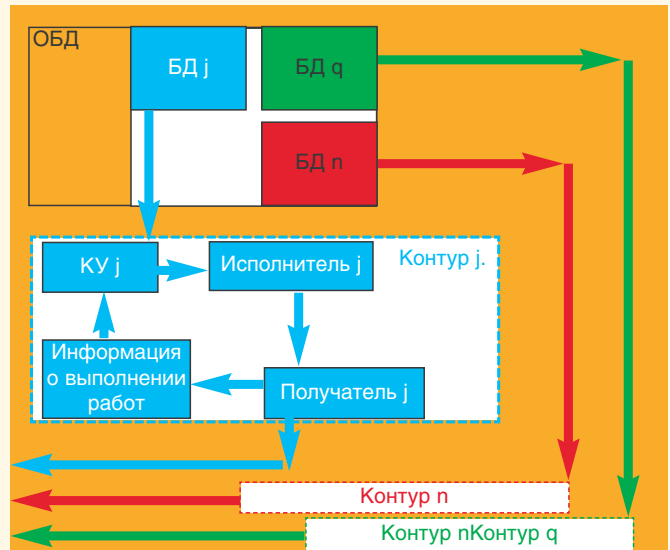 ОБД
БД j
БД q
БД n
КУ j
Исполнитель j
Контур j.
Информация
о выполнении
работ
Получатель j
Контур n
Контур nКонтур q